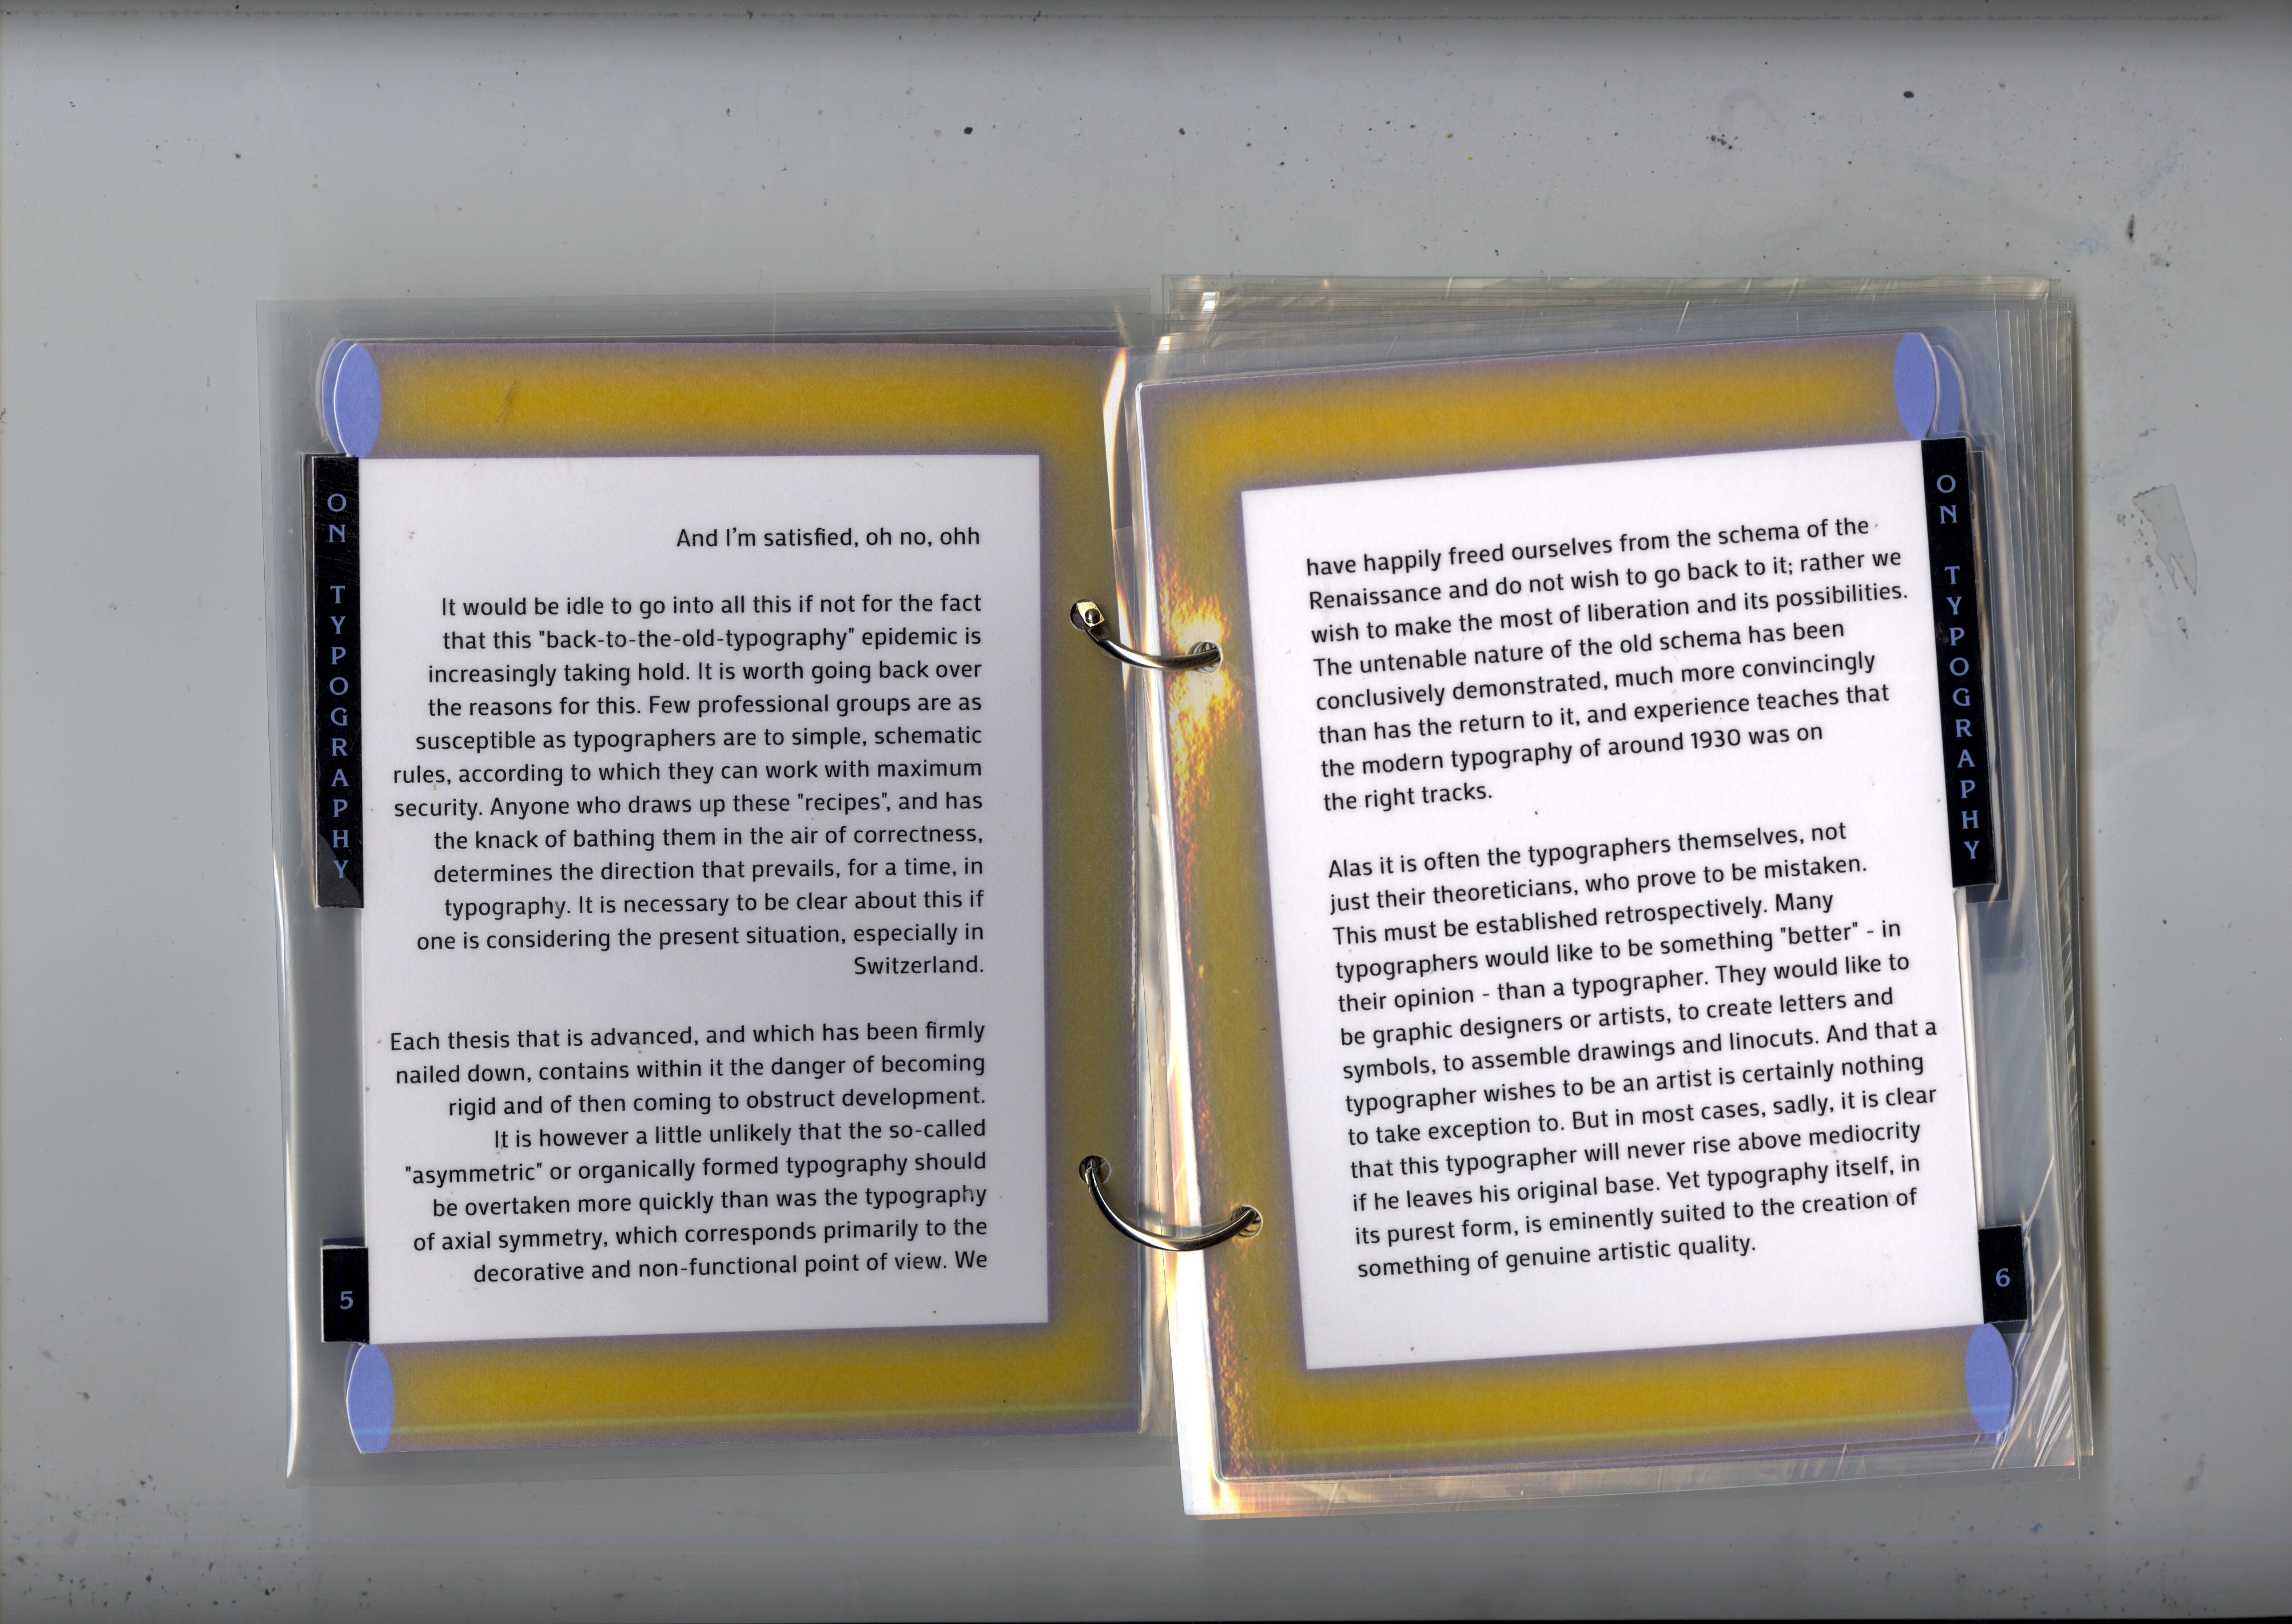 ON TYPOGRAPHY
And I’m satisfied, oh no, ohh
It would be idle to go into all this if not for the fact
that this "back-to-the-old-typography" epidemic is
increasingly taking hold. It is worth going back over
the reasons for this. Few professional groups are as
susceptible as typographers are to simple, schematic
rules, according to which they can work with maximum
security. Anyone who draws up these "recipes", and has
the knack of bathing them in the air of correctness,
determines the direction that prevails, for a time, in
typography. It is necessary to be clear about this if
one is considering the present situation, especially in
Switzerland.
Each thesis that is advanced, and which has been firmly
nailed down, contains within it the danger of becoming
rigid and of then coming to obstruct development.
It is however a little unlikely that the so-called
"asymmetric" or organically formed typography should
be overtaken more quickly than was the typography
of axial symmetry, which corresponds primarily to the
decorative and non-functional point of view. We
5
ON TYPOGRAPHY
have happily freed ourselves from the schema of the
Renaissance and do not wish to go back to it; rather we
wish to make the most of liberation and its possibilities.
The untenable nature of the old schema has been
conclusively demonstrated, much more convincingly
than has the return to it, and experience teaches that
the modern typography of around 1930 was on
the right tracks.
Alas it is often the typographers themselves, not
just their theoreticians, who prove to be mistaken.
This must be established retrospectively. Many
typographers would like to be something "better" - in
their opinion - than a typographer. They would like to
be graphic designers or artists, to create letters and
symbols, to assemble drawings and linocuts. And that a
typographer wishes to be an artist is certainly nothing
to take exception to. But in most cases, sadly, it is clear
that this typographer will never rise above mediocrity
if he leaves his original base. Yet typography itself, in
its purest form, is eminently suited to the creation of
something of genuine artistic quality.
6